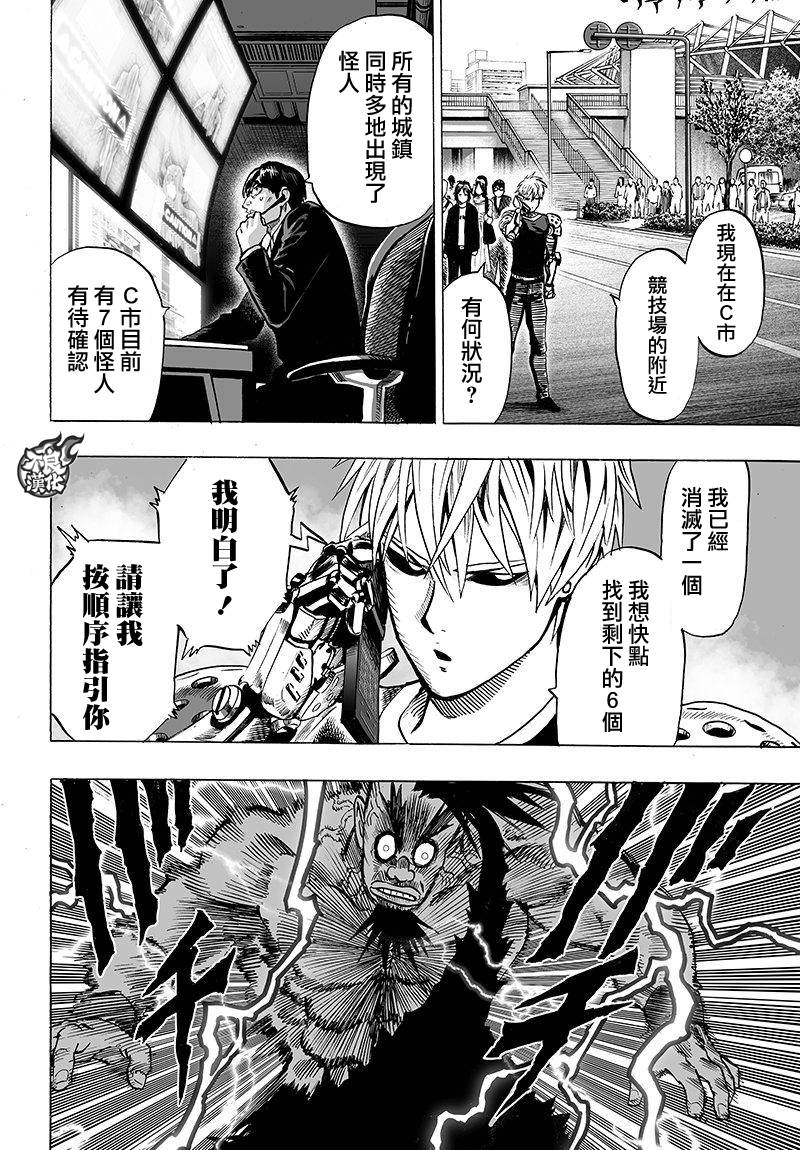 我現在在C市
競技場的附近
有何狀況?
所有的城鎮
同時多地出現了
怪人
C市目前
有7個怪人
有待確認
我已經
消滅了一個
我想快點
找到剩下的6個
我明白了!
請讓我
按順序指引你
漢化